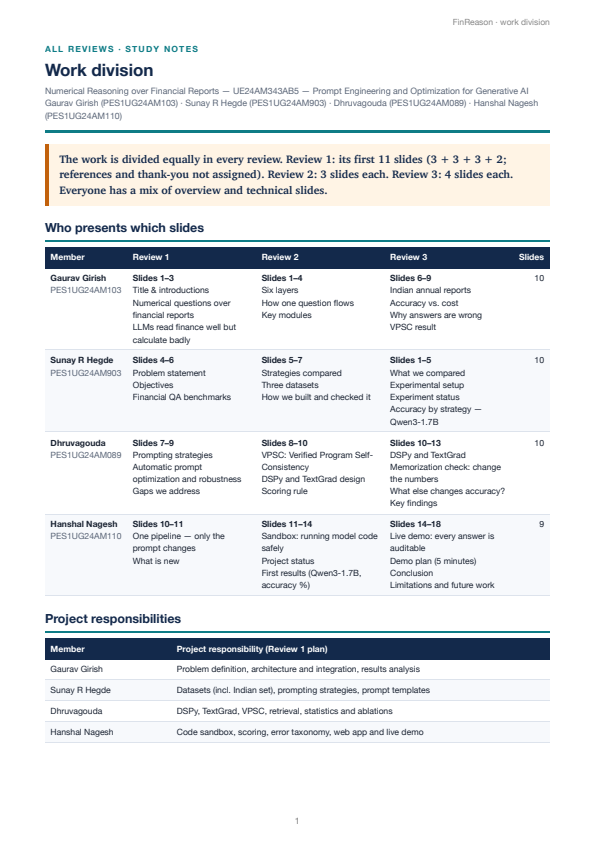 FinReason · work division
ALL REVIEWS · STUDY NOTES
Work division
Numerical Reasoning over Financial Reports — UE24AM343AB5 — Prompt Engineering and Optimization for Generative AI
Gaurav Girish (PES1UG24AM103) · Sunay R Hegde (PES1UG24AM903) · Dhruvagouda (PES1UG24AM089) · Hanshal Nagesh
(PES1UG24AM110)
The work is divided equally in every review. Review 1: its first 11 slides (3 + 3 + 3 + 2;
references and thank-you not assigned). Review 2: 3 slides each. Review 3: 4 slides each.
Everyone has a mix of overview and technical slides.
Who presents which slides
Member Review 1 Review 2 Review 3 Slides
Gaurav Girish Slides 1–3 Slides 1–4 Slides 6–9 10
PES1UG24AM103 Title & introductions Six layers Indian annual reports
Numerical questions over How one question flows Accuracy vs. cost
financial reports Key modules Why answers are wrong
LLMs read finance well but VPSC result
calculate badly
Sunay R Hegde Slides 4–6 Slides 5–7 Slides 1–5 10
PES1UG24AM903 Problem statement Strategies compared What we compared
Objectives Three datasets Experimental setup
Financial QA benchmarks How we built and checked it Experiment status
Accuracy by strategy —
Qwen3-1.7B
Dhruvagouda Slides 7–9 Slides 8–10 Slides 10–13 10
PES1UG24AM089 Prompting strategies VPSC: Verified Program Self- DSPy and TextGrad
Automatic prompt Consistency Memorization check: change
optimization and robustness DSPy and TextGrad design the numbers
Gaps we address Scoring rule What else changes accuracy?
Key findings
Hanshal Nagesh Slides 10–11 Slides 11–14 Slides 14–18 9
PES1UG24AM110 One pipeline — only the Sandbox: running model code Live demo: every answer is
prompt changes safely auditable
What is new Project status Demo plan (5 minutes)
First results (Qwen3-1.7B, Conclusion
accuracy %) Limitations and future work
Project responsibilities
Member Project responsibility (Review 1 plan)
Gaurav Girish Problem definition, architecture and integration, results analysis
Sunay R Hegde Datasets (incl. Indian set), prompting strategies, prompt templates
Dhruvagouda DSPy, TextGrad, VPSC, retrieval, statistics and ablations
Hanshal Nagesh Code sandbox, scoring, error taxonomy, web app and live demo
1